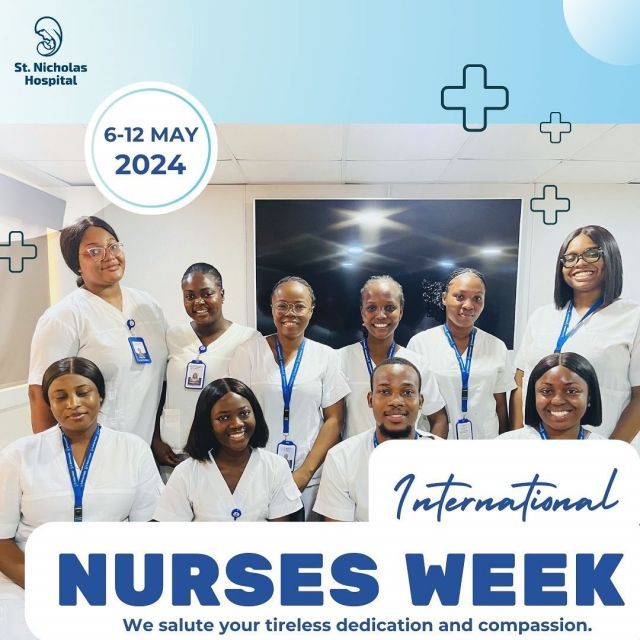 St. Nicholas
Hospital
6-12 MAY
2024
International
NURSES WEEK
We salute your tireless dedication and compassion.